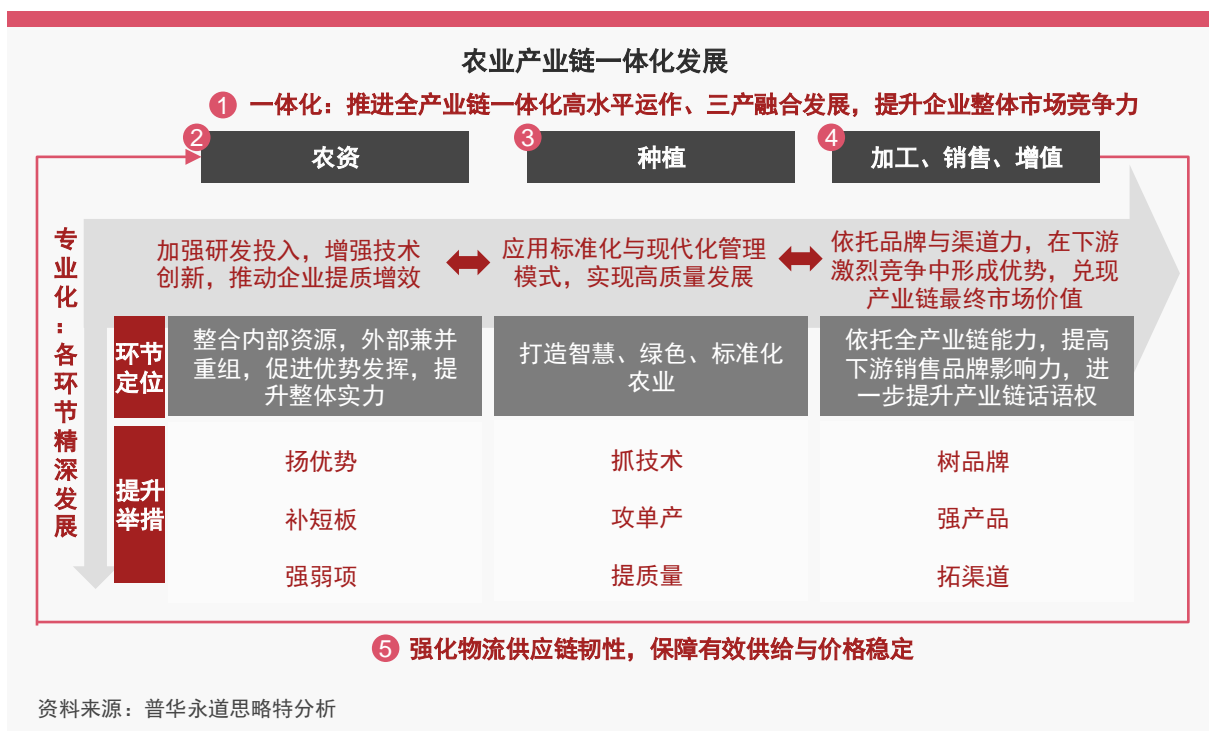 农业产业链一体化发展
1 一体化：推进全产业链一体化高水平运作、三产融合发展，提升企业整体市场竞争力
2 农资
3 种植
4 加工、销售、增值
专业化：各环节精深发展
加强研发投入，增强技术
创新，推动企业提质增效
应用标准化与现代化管理
模式，实现高质量发展
依托品牌与渠道力，在下游
激烈竞争中形成优势，兑现
产业链最终市场价值
环节
定位
整合内部资源，外部兼并
重组，促进优势发挥，提
升整体实力
打造智慧、绿色、标准化
农业
依托全产业链能力，提高
下游销售品牌影响力，进
一步提升产业链话语权
提升
举措
扬优势
补短板
强弱项
抓技术
攻单产
提质量
树品牌
强产品
拓渠道
5 强化物流供应链韧性，保障有效供给与价格稳定
资料来源：普华永道思略特分析